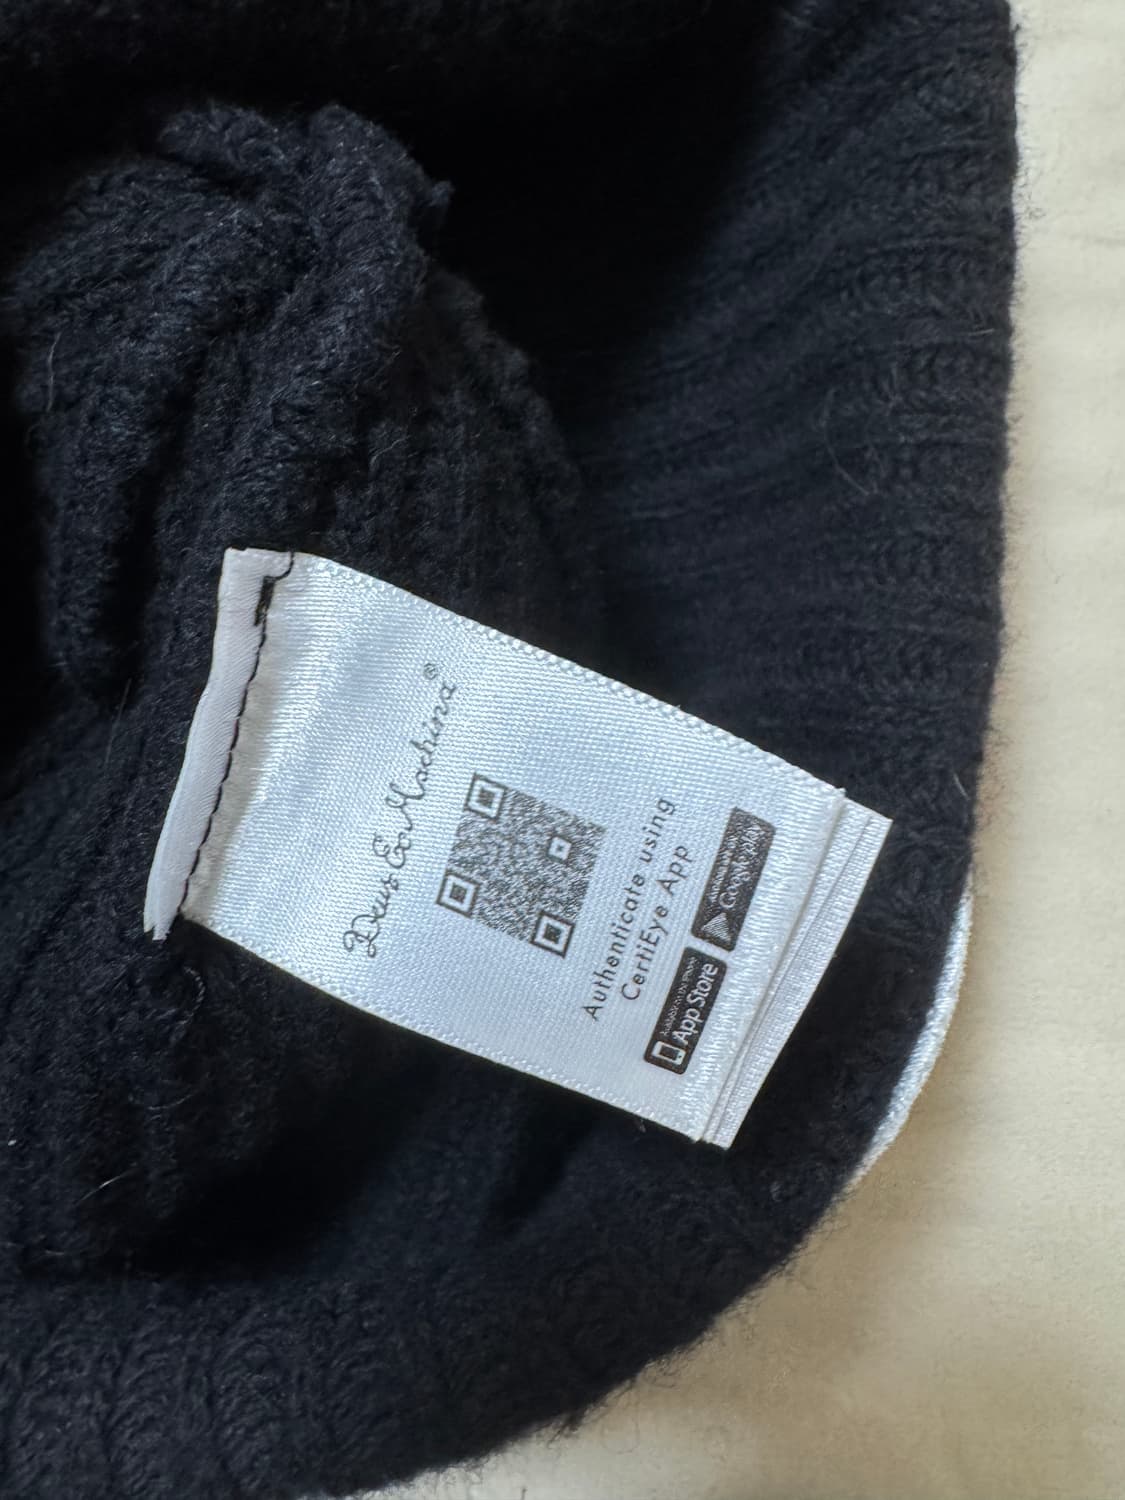 Deus Ex Machina®
Authenticate using
CertiEye App
App Store
Google play